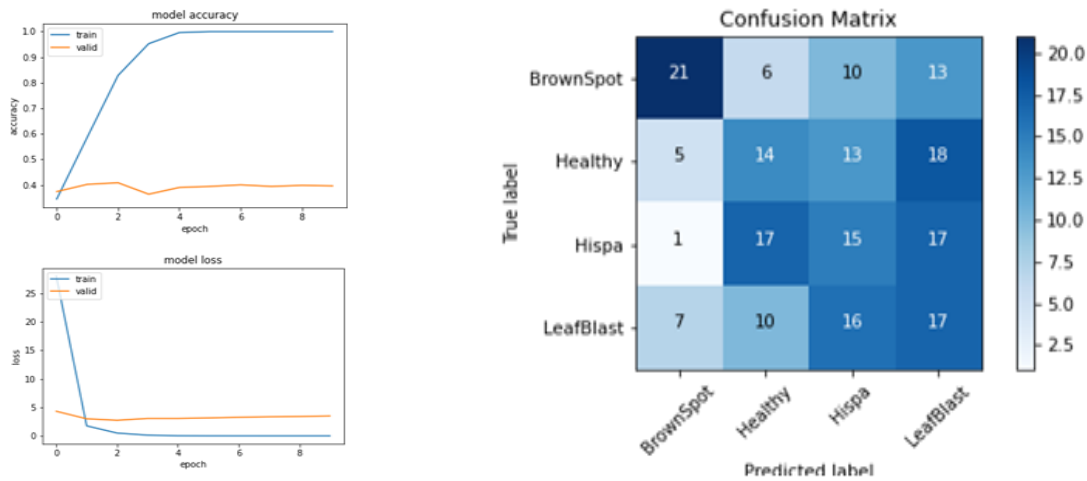 model accuracy
train
valid
1.0
0.9
0.8
0.7
0.6
0.5
0.4
accuracy
0 2 4 6 8
epoch
model loss
train
valid
25
20
15
10
5
0
loss
0 2 4 6 8
epoch
Confusion Matrix
True label
BrownSpot 21 6 10 13
Healthy 5 14 13 18
Hispa 1 17 15 17
LeafBlast 7 10 16 17
BrownSpot Healthy Hispa LeafBlast
Predicted label
20.0
17.5
15.0
12.5
10.0
7.5
5.0
2.5